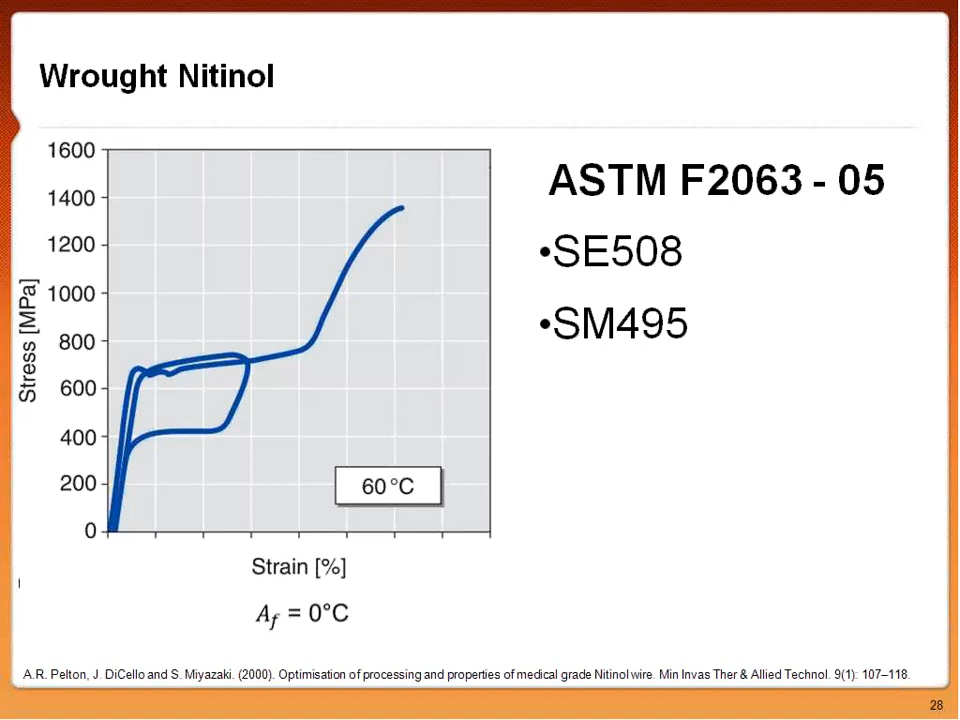 Wrought Nitinol
1600
1400
1200
1000
800
600
400
200
0
Stress [MPa]
60 °C
Strain [%]
Af = 0°C
ASTM F2063 - 05
•SE508
•SM495
A.R. Pelton, J. DiCello and S. Miyazaki. (2000). Optimisation of processing and properties of medical grade Nitinol wire. Min Invas Ther & Allied Technol. 9(1): 107–118.
28